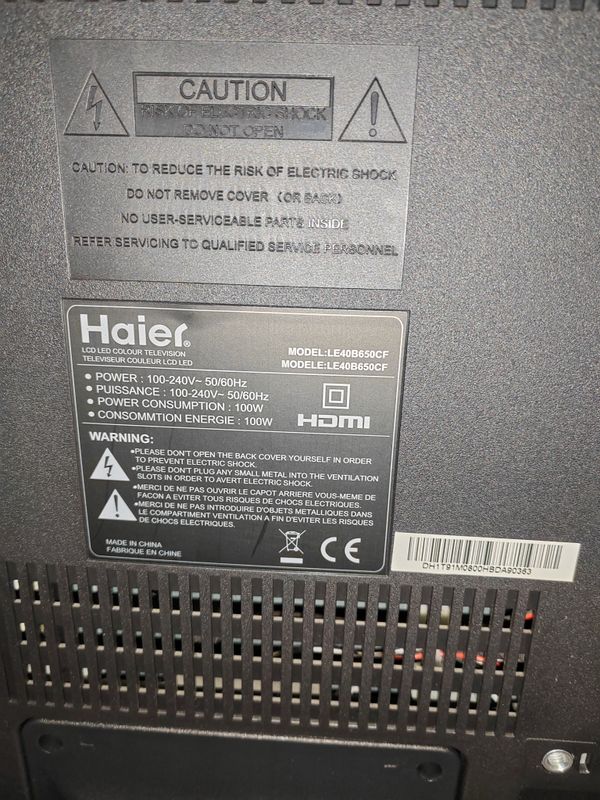 CAUTION
RISK OF ELECTRIC SHOCK
DO NOT OPEN
CAUTION: TO REDUCE THE RISK OF ELECTRIC SHOCK
DO NOT REMOVE COVER (OR BACK)
NO USER-SERVICEABLE PARTS INSIDE
REFER SERVICING TO QUALIFIED SERVICE PERSONNEL
Haier®
LCD LED COLOUR TELEVISION
TELEVISEUR COULEUR LCD LED
MODEL:LE40B650CF
MODELE:LE40B650CF
● POWER : 100-240V~ 50/60Hz
● PUISSANCE : 100-240V~ 50/60Hz
● POWER CONSUMPTION : 100W
● CONSOMMTION ENERGIE : 100W
HDMI
WARNING:
●PLEASE DON'T OPEN THE BACK COVER YOURSELF IN ORDER
TO PREVENT ELECTRIC SHOCK.
●PLEASE DON'T PLUG ANY SMALL METAL INTO THE VENTILATION
SLOTS IN ORDER TO AVERT ELECTRIC SHOCK.
●MERCI DE NE PAS OUVRIR LE CAPOT ARRIERE VOUS-MEME DE
FACON A EVITER TOUS RISQUES DE CHOCS ELECTRIQUES.
●MERCI DE NE PAS INTRODUIRE D'OBJETS METALLIQUES DANS
LE COMPARTIMENT VENTILATION A FIN D'EVITER LES RISQUES
DE CHOCS ELECTRIQUES.
MADE IN CHINA
FABRIQUE EN CHINE
CE
DH1T91M0800HBDA90363